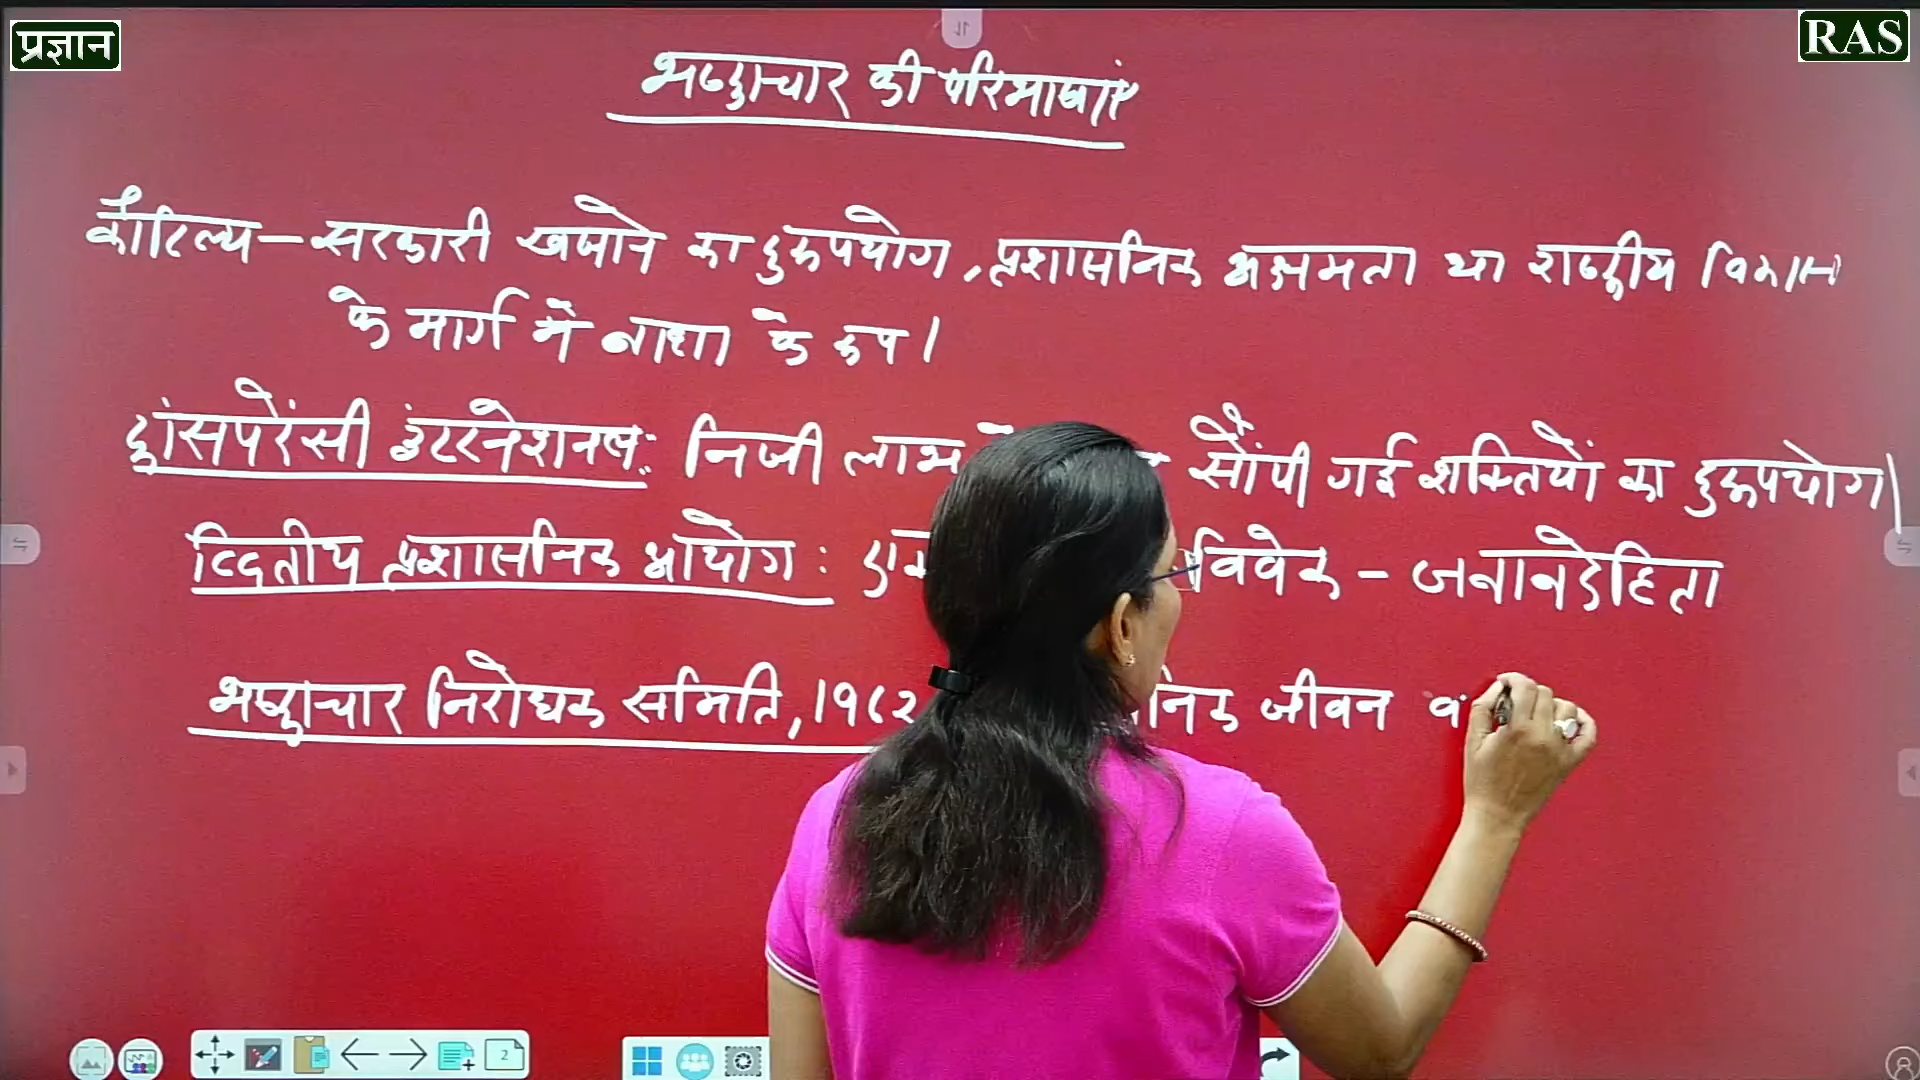 प्रज्ञान
RAS
भ्रष्टाचार की परिभाषाएं
कौटिल्य – सरकारी खजाने का दुरुपयोग, प्रशासनिक अक्षमता या राष्ट्रीय विकास
के मार्ग में बाधा के रूप।
ट्रांसपेरेंसी इंटरनेशनल: निजी लाभ सौंपी गई शक्तियों का दुरुपयोग।
द्वितीय प्रशासनिक आयोग: विवेक – जवाबदेहिता
भ्रष्टाचार निरोधक समिति, जीवन
2